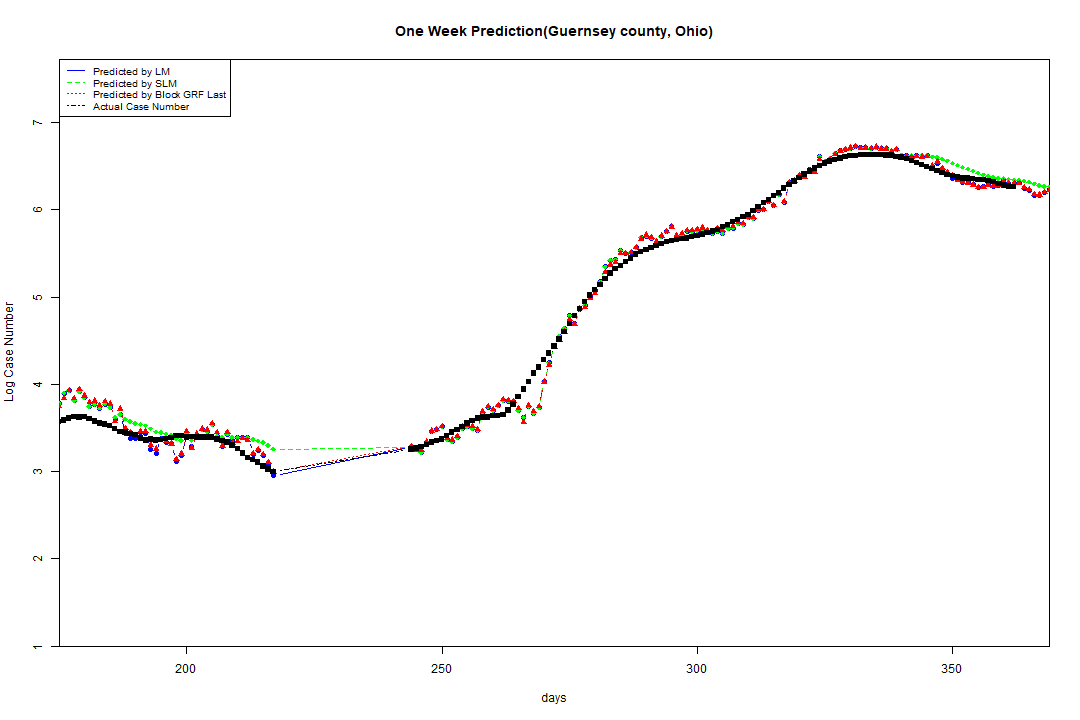 One Week Prediction(Guernsey county, Ohio)
Predicted by LM
Predicted by SLM
Predicted by Block GRF Last
Actual Case Number
7
6
5
4
3
2
1
Log Case Number
200 250 300 350
days